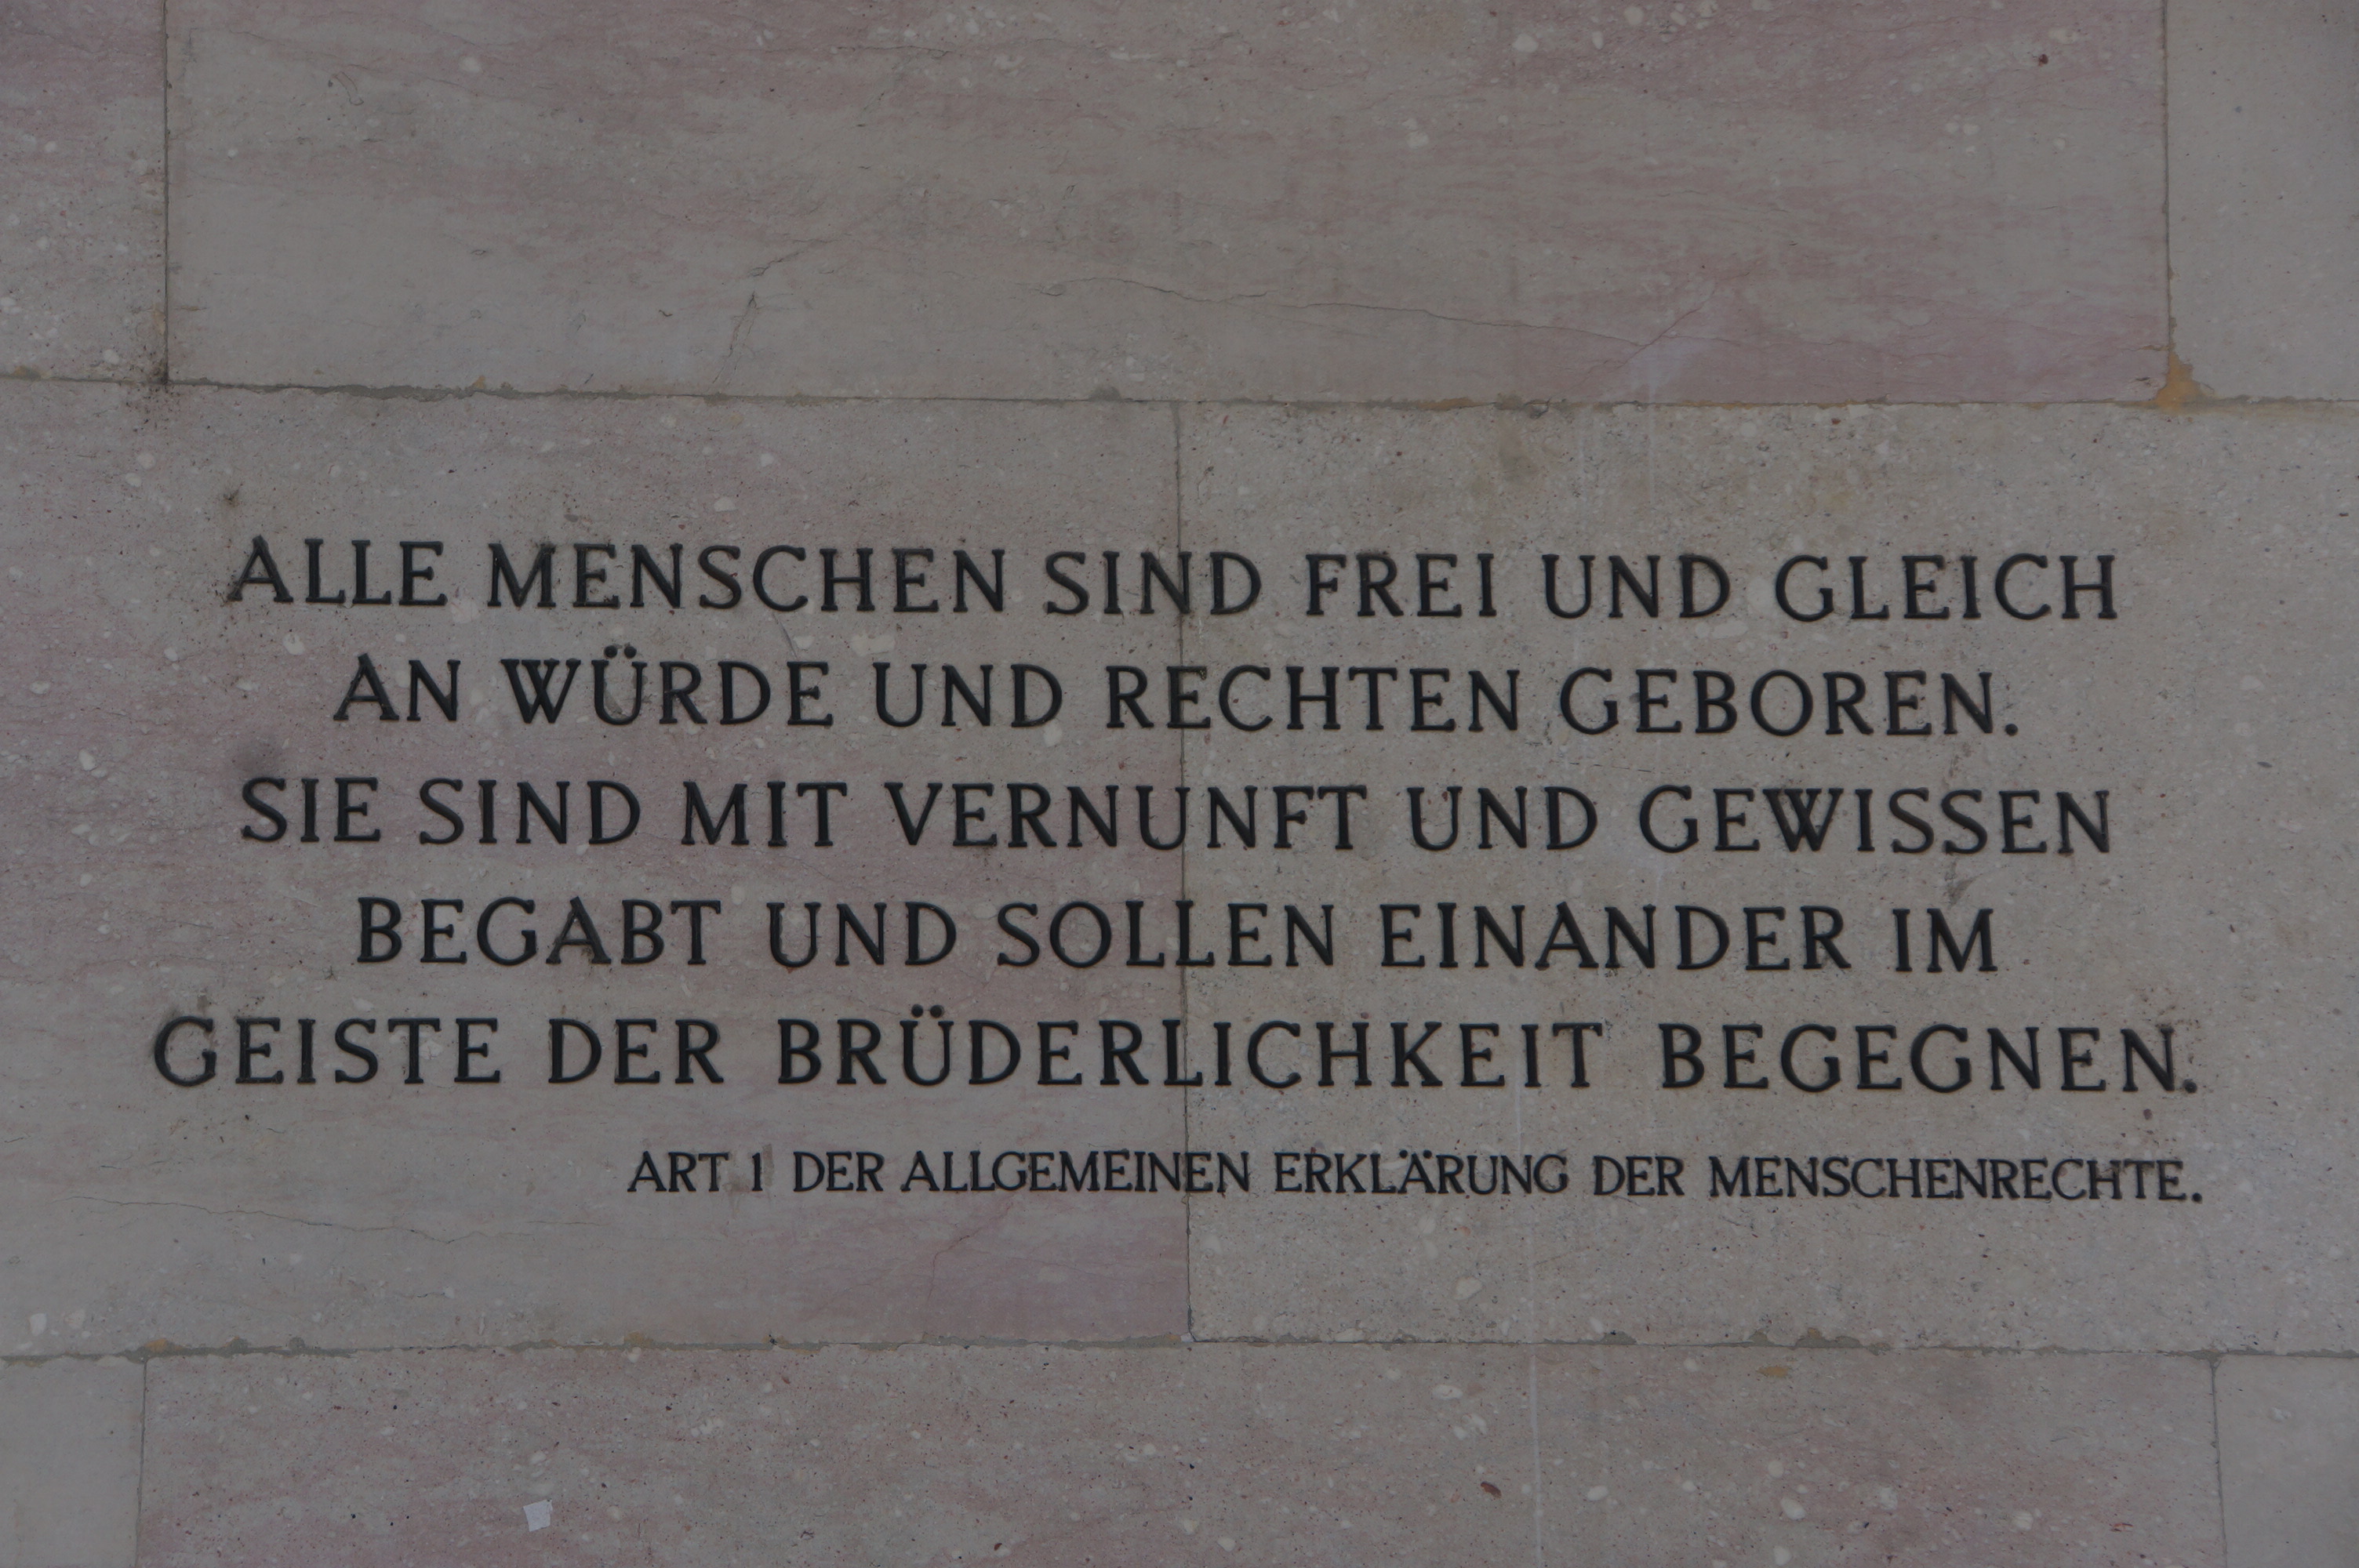 ALLE MENSCHEN SIND FREI UND GLEICH
AN WÜRDE UND RECHTEN GEBOREN.
SIE SIND MIT VERNUNFT UND GEWISSEN
BEGABT UND SOLLEN EINANDER IM
GEISTE DER BRÜDERLICHKEIT BEGEGNEN.
ART 1 DER ALLGEMEINEN ERKLÄRUNG DER MENSCHENRECHTE.